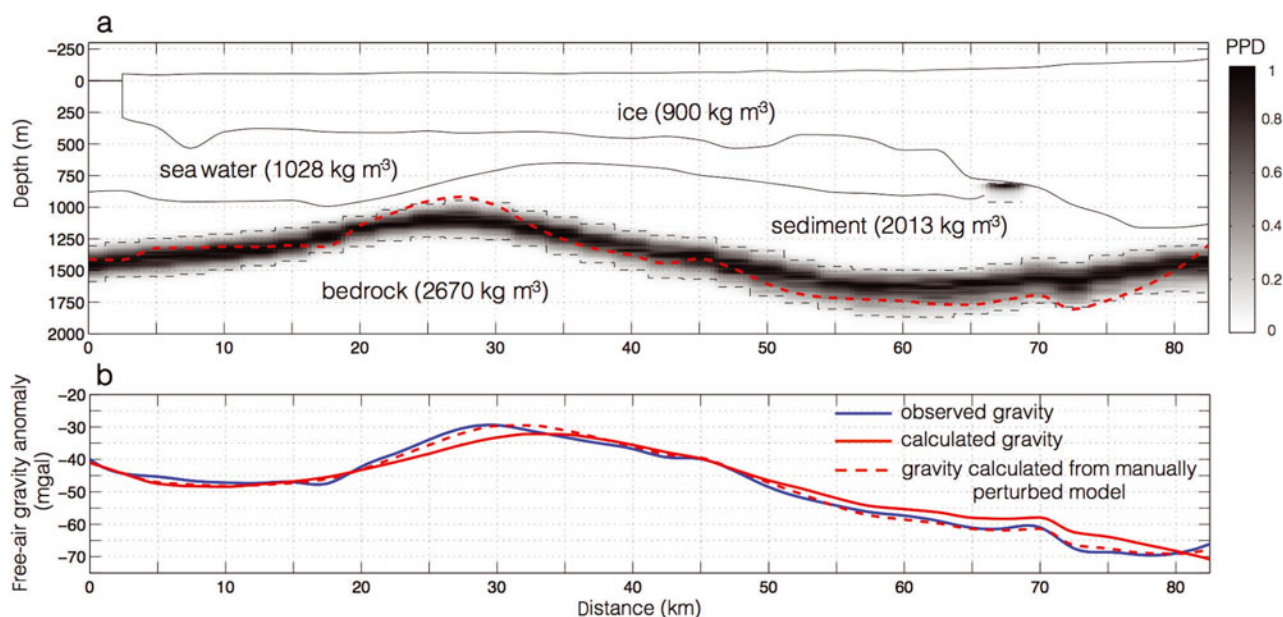 a
PPD
−250
0
250
500
750
1000
1250
1500
1750
2000
Depth (m)
ice (900 kg m³)
sea water (1028 kg m³)
sediment (2013 kg m³)
bedrock (2670 kg m³)
1
0.8
0.6
0.4
0.2
0
0 10 20 30 40 50 60 70 80
b
−20
−30
−40
−50
−60
−70
Free-air gravity anomaly
(mgal)
observed gravity
calculated gravity
gravity calculated from manually
perturbed model
0 10 20 30 40 50 60 70 80
Distance (km)